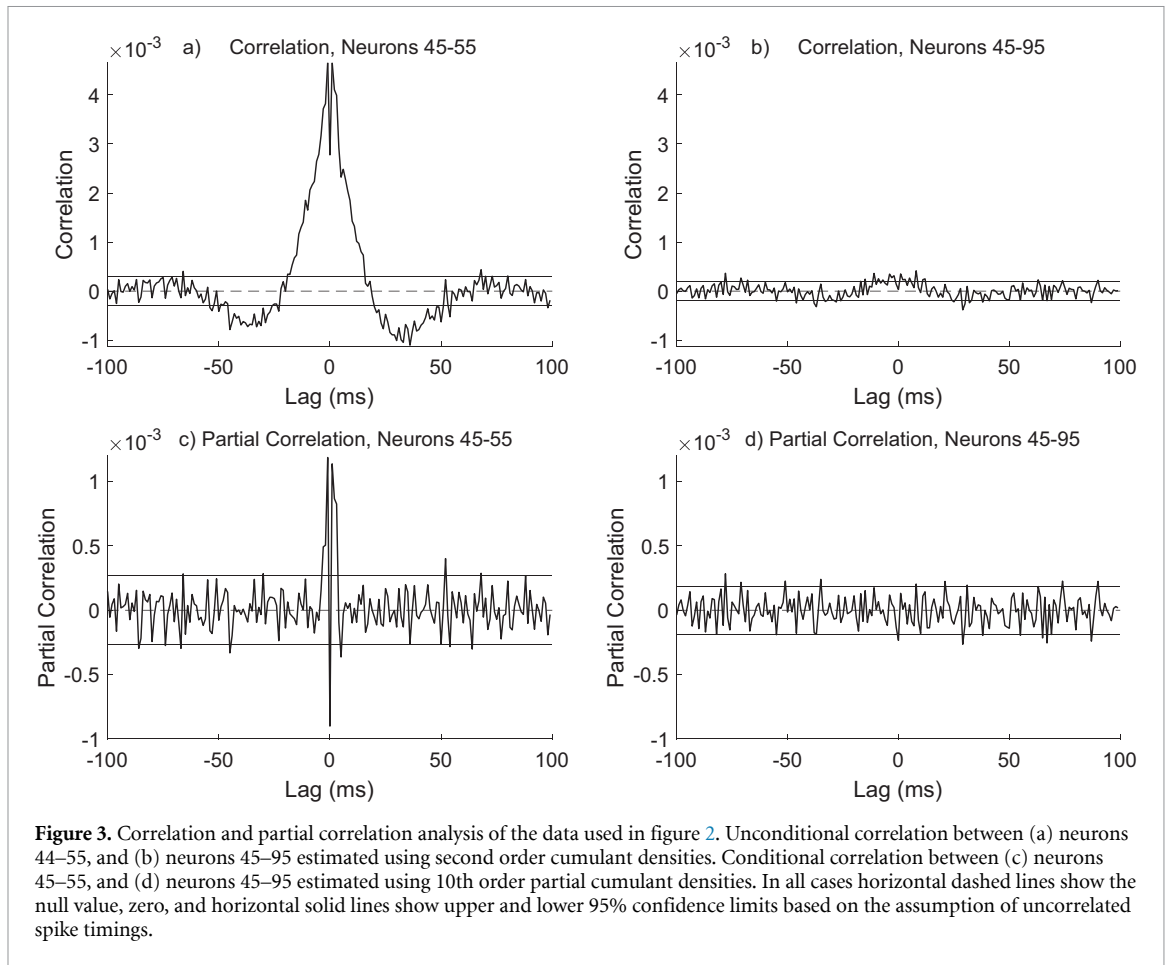 ×10⁻³ a) Correlation, Neurons 45-55
4
3
2
1
0
-1
Correlation
-100 -50 0 50 100
Lag (ms)
×10⁻³ b) Correlation, Neurons 45-95
4
3
2
1
0
-1
Correlation
-100 -50 0 50 100
Lag (ms)
×10⁻³ c) Partial Correlation, Neurons 45-55
1
0.5
0
-0.5
-1
Partial Correlation
-100 -50 0 50 100
Lag (ms)
×10⁻³ d) Partial Correlation, Neurons 45-95
1
0.5
0
-0.5
-1
Partial Correlation
-100 -50 0 50 100
Lag (ms)
Figure 3. Correlation and partial correlation analysis of the data used in figure 2. Unconditional correlation between (a) neurons
44–55, and (b) neurons 45–95 estimated using second order cumulant densities. Conditional correlation between (c) neurons
45–55, and (d) neurons 45–95 estimated using 10th order partial cumulant densities. In all cases horizontal dashed lines show the
null value, zero, and horizontal solid lines show upper and lower 95% confidence limits based on the assumption of uncorrelated
spike timings.